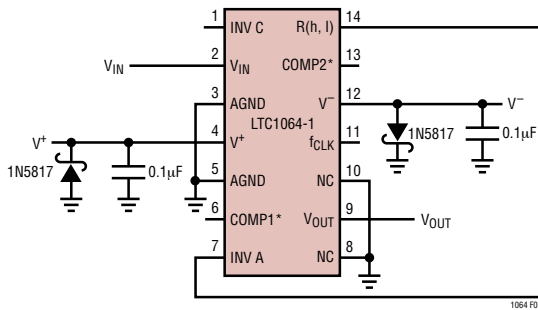 1 INV C R(h, I) 14
VIN 2 VIN COMP2* 13
3 AGND V– 12 V–
LTC1064-1
V+ 4 V+ fCLK 11 1N5817 0.1µF
1N5817 0.1µF 5 AGND NC 10
6 COMP1* VOUT 9 VOUT
7 INV A NC 8
1064 F0